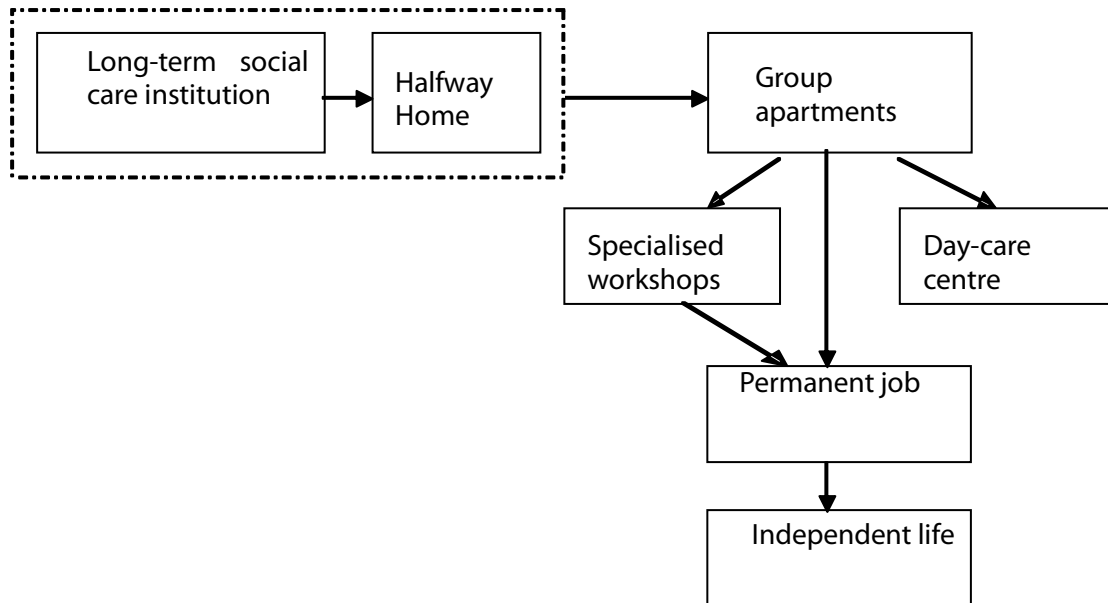 Long-term social
care institution
Halfway
Home
Group
apartments
Specialised
workshops
Day-care
centre
Permanent job
Independent life